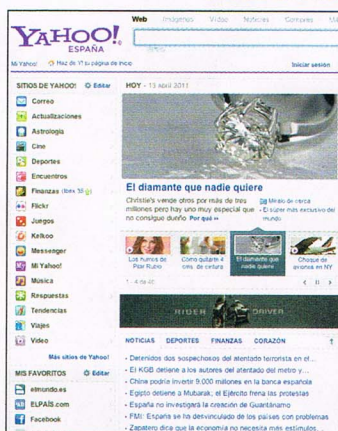 Web Imágenes Vídeo Noticias Compras
YAHOO!
ESPAÑA
Mi Yahoo! Haz de Y! tu página de inicio
Iniciar sesión
SITIOS DE YAHOO! Editar
Correo
Actualizaciones
Astrología
Cine
Deportes
Encuentros
Finanzas
Flickr
Juegos
Kelkoo
Messenger
Mi Yahoo!
Música
Respuestas
Tendencias
Viajes
Vídeo
Más sitios de Yahoo!
MIS FAVORITOS Editar
elmundo.es
ELPAÍS.com
Facebook
HOY - 13 abril 2011
El diamante que nadie quiere
Christie's vende otros por más de tres
millones pero hay uno muy especial que
no consigue dueño Por qué »
Míralo de cerca
El súper más exclusivo del
mundo
Los humos de
Pilar Rubio
Cómo quitarte 4
cms. de cintura
El diamante que
nadie quiere
Choque de
aviones en NY
RIDER DRIVER
NOTICIAS DEPORTES FINANZAS CORAZÓN
Detenidos dos sospechosos del atentado terrorista en el...
El KGB detiene a los autores del atentado del metro y...
China podría invertir 9.000 millones en la banca española
Egipto detiene a Mubarak; el Ejército frena las protestas
España no investigará la creación de Guantánamo
FMI: España se ha desvinculado de los países con problemas
Zapatero dice que la economía no necesita más estímulos...